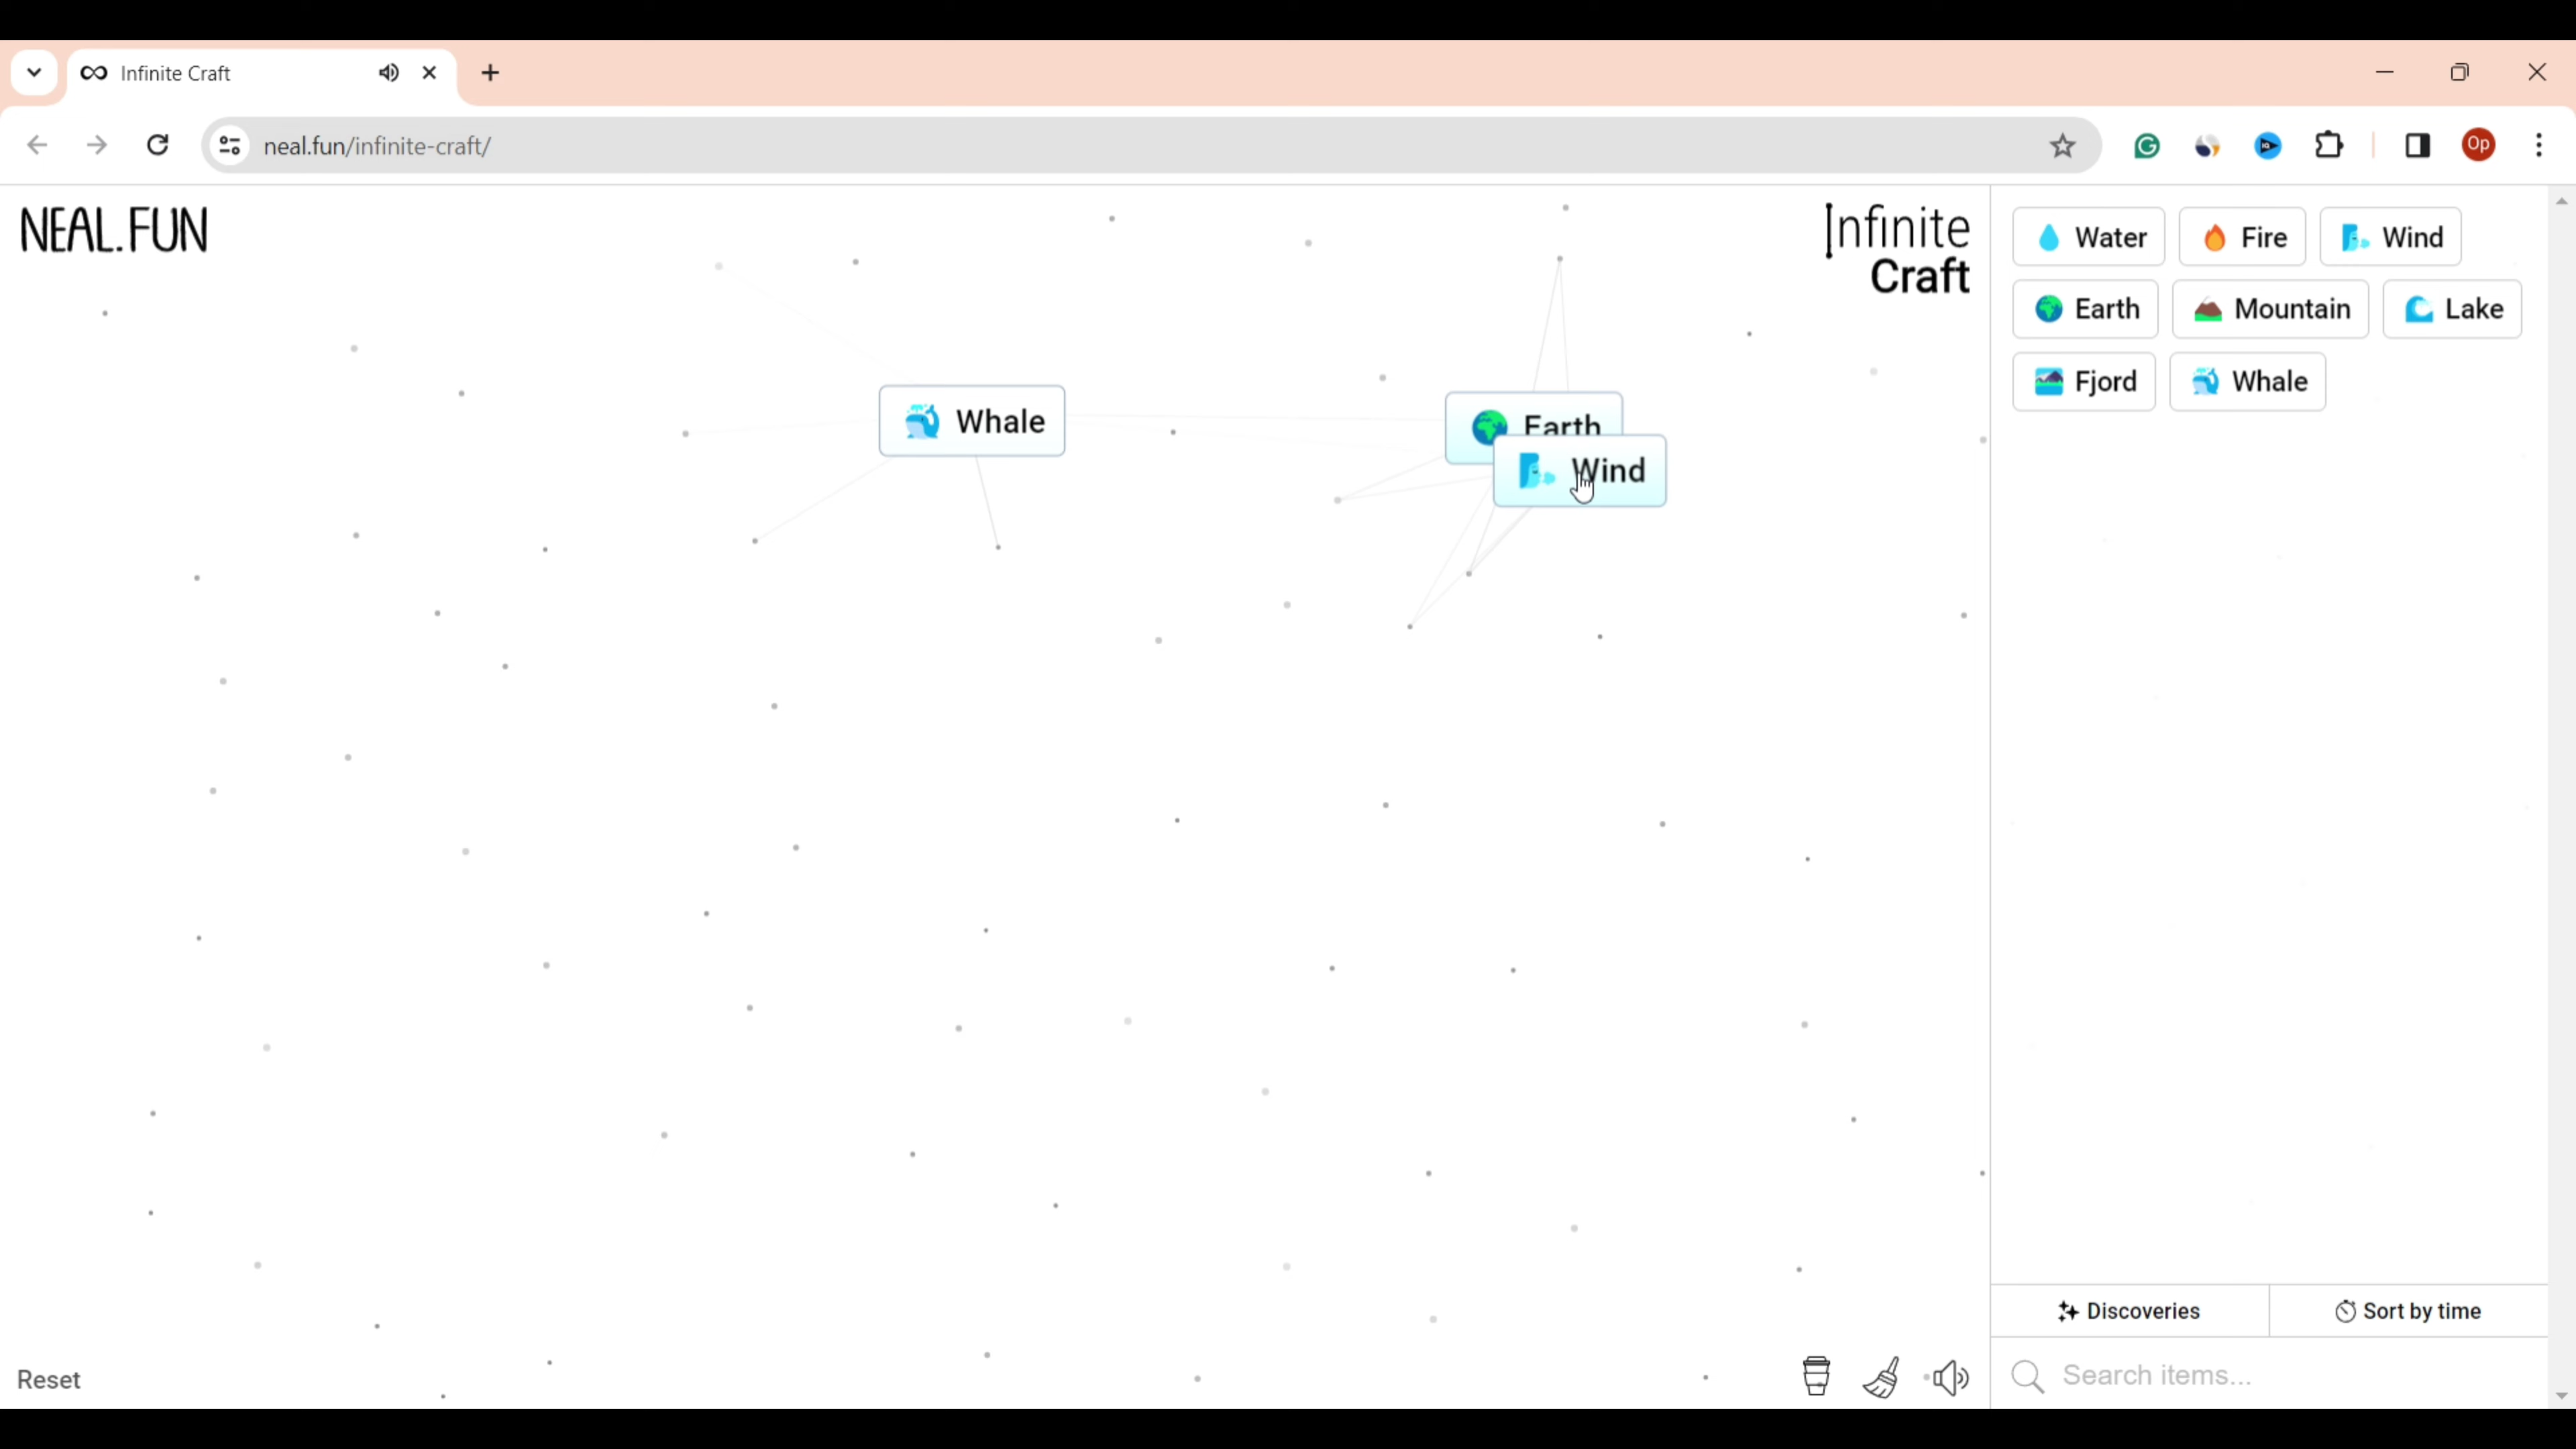 Infinite Craft
neal.fun/infinite-craft/
Op
NEAL.FUN
Infinite
Craft
Water Fire Wind
Earth Mountain Lake
Fjord Whale
Whale
Earth
Wind
Discoveries Sort by time
Search items...
Reset